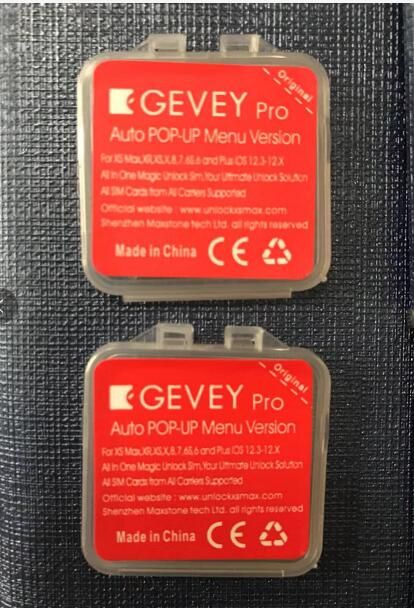 Original
GEVEY Pro
Auto POP-UP Menu Version
For XS Max,XR,XS,X,8,7,6S,6 and Plus iOS 12.3-12.X
All In One Magic Unlock Sim,Your Ultimate Unlock Solution
All SIM Cards from All Carriers Supported
Official website : www.unlockxsmax.com
Shenzhen Maxstone tech Ltd. all rights reserved
Made in China CE
Original
GEVEY Pro
Auto POP-UP Menu Version
For XS Max,XR,XS,X,8,7,6S,6 and Plus iOS 12.3-12.X
All In One Magic Unlock Sim,Your Ultimate Unlock Solution
All SIM Cards from All Carriers Supported
Official website : www.unlockxsmax.com
Shenzhen Maxstone tech Ltd. all rights reserved
Made in China CE